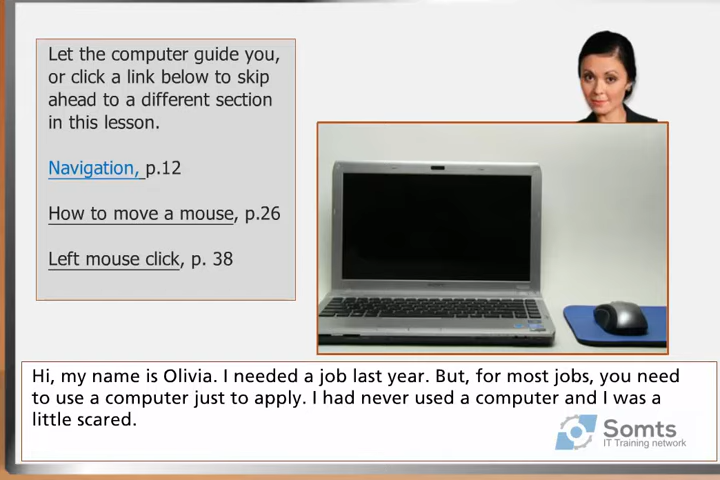 Let the computer guide you,
or click a link below to skip
ahead to a different section
in this lesson.
Navigation, p.12
How to move a mouse, p.26
Left mouse click, p. 38
Hi, my name is Olivia. I needed a job last year. But, for most jobs, you need
to use a computer just to apply. I had never used a computer and I was a
little scared.
Somts
IT Training network